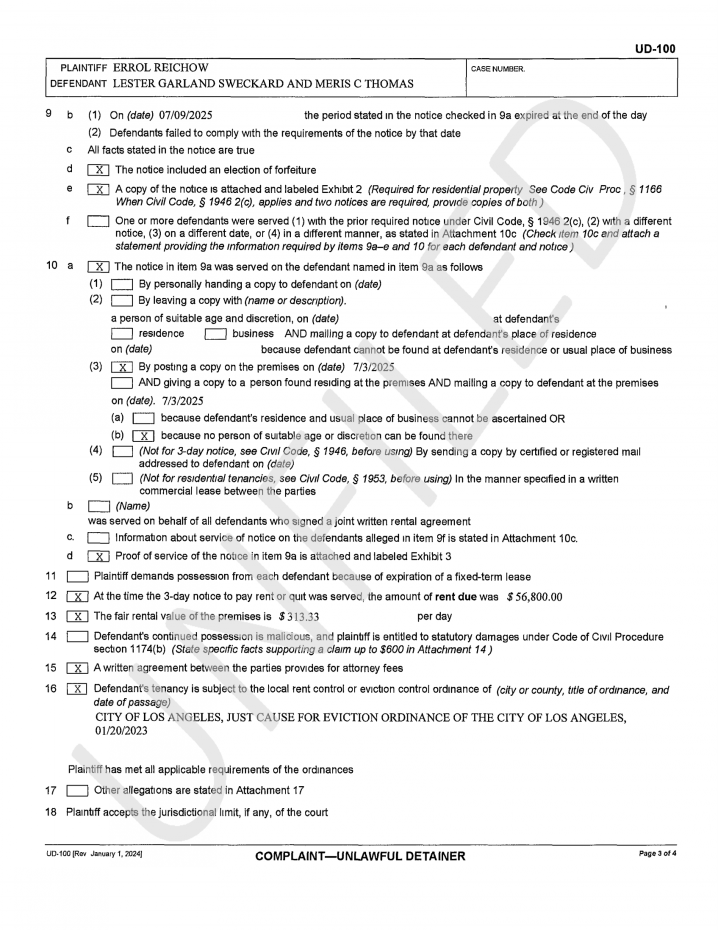 UD-100
PLAINTIFF ERROL REICHOW
CASE NUMBER.
DEFENDANT LESTER GARLAND SWECKARD AND MERIS C THOMAS
9 b (1) On (date) 07/09/2025 the period stated in the notice checked in 9a expired at the end of the day
(2) Defendants failed to comply with the requirements of the notice by that date
c All facts stated in the notice are true
d X The notice included an election of forfeiture
e X A copy of the notice is attached and labeled Exhibit 2 (Required for residential property See Code Civ Proc , § 1166
When Civil Code, § 1946 2(c), applies and two notices are required, provide copies of both )
f One or more defendants were served (1) with the prior required notice under Civil Code, § 1946 2(c), (2) with a different
notice, (3) on a different date, or (4) in a different manner, as stated in Attachment 10c (Check item 10c and attach a
statement providing the information required by items 9a–e and 10 for each defendant and notice )
10 a X The notice in item 9a was served on the defendant named in item 9a as follows
(1) By personally handing a copy to defendant on (date)
(2) By leaving a copy with (name or description).
a person of suitable age and discretion, on (date) at defendant's
residence business AND mailing a copy to defendant at defendant's place of residence
on (date) because defendant cannot be found at defendant's residence or usual place of business
(3) X By posting a copy on the premises on (date) 7/3/2025
AND giving a copy to a person found residing at the premises AND mailing a copy to defendant at the premises
on (date). 7/3/2025
(a) because defendant's residence and usual place of business cannot be ascertained OR
(b) X because no person of suitable age or discretion can be found there
(4) (Not for 3-day notice, see Civil Code, § 1946, before using) By sending a copy by certified or registered mail
addressed to defendant on (date)
(5) (Not for residential tenancies, see Civil Code, § 1953, before using) In the manner specified in a written
commercial lease between the parties
b (Name)
was served on behalf of all defendants who signed a joint written rental agreement
c. Information about service of notice on the defendants alleged in item 9f is stated in Attachment 10c.
d X Proof of service of the notice in item 9a is attached and labeled Exhibit 3
11 Plaintiff demands possession from each defendant because of expiration of a fixed-term lease
12 X At the time the 3-day notice to pay rent or quit was served, the amount of rent due was $ 56,800.00
13 X The fair rental value of the premises is $ 313.33 per day
14 Defendant's continued possession is malicious, and plaintiff is entitled to statutory damages under Code of Civil Procedure
section 1174(b) (State specific facts supporting a claim up to $600 in Attachment 14 )
15 X A written agreement between the parties provides for attorney fees
16 X Defendant's tenancy is subject to the local rent control or eviction control ordinance of (city or county, title of ordinance, and
date of passage)
CITY OF LOS ANGELES, JUST CAUSE FOR EVICTION ORDINANCE OF THE CITY OF LOS ANGELES,
01/20/2023
Plaintiff has met all applicable requirements of the ordinances
17 Other allegations are stated in Attachment 17
18 Plaintiff accepts the jurisdictional limit, if any, of the court
UD-100 [Rev January 1, 2024]
COMPLAINT—UNLAWFUL DETAINER
Page 3 of 4
UNFILED